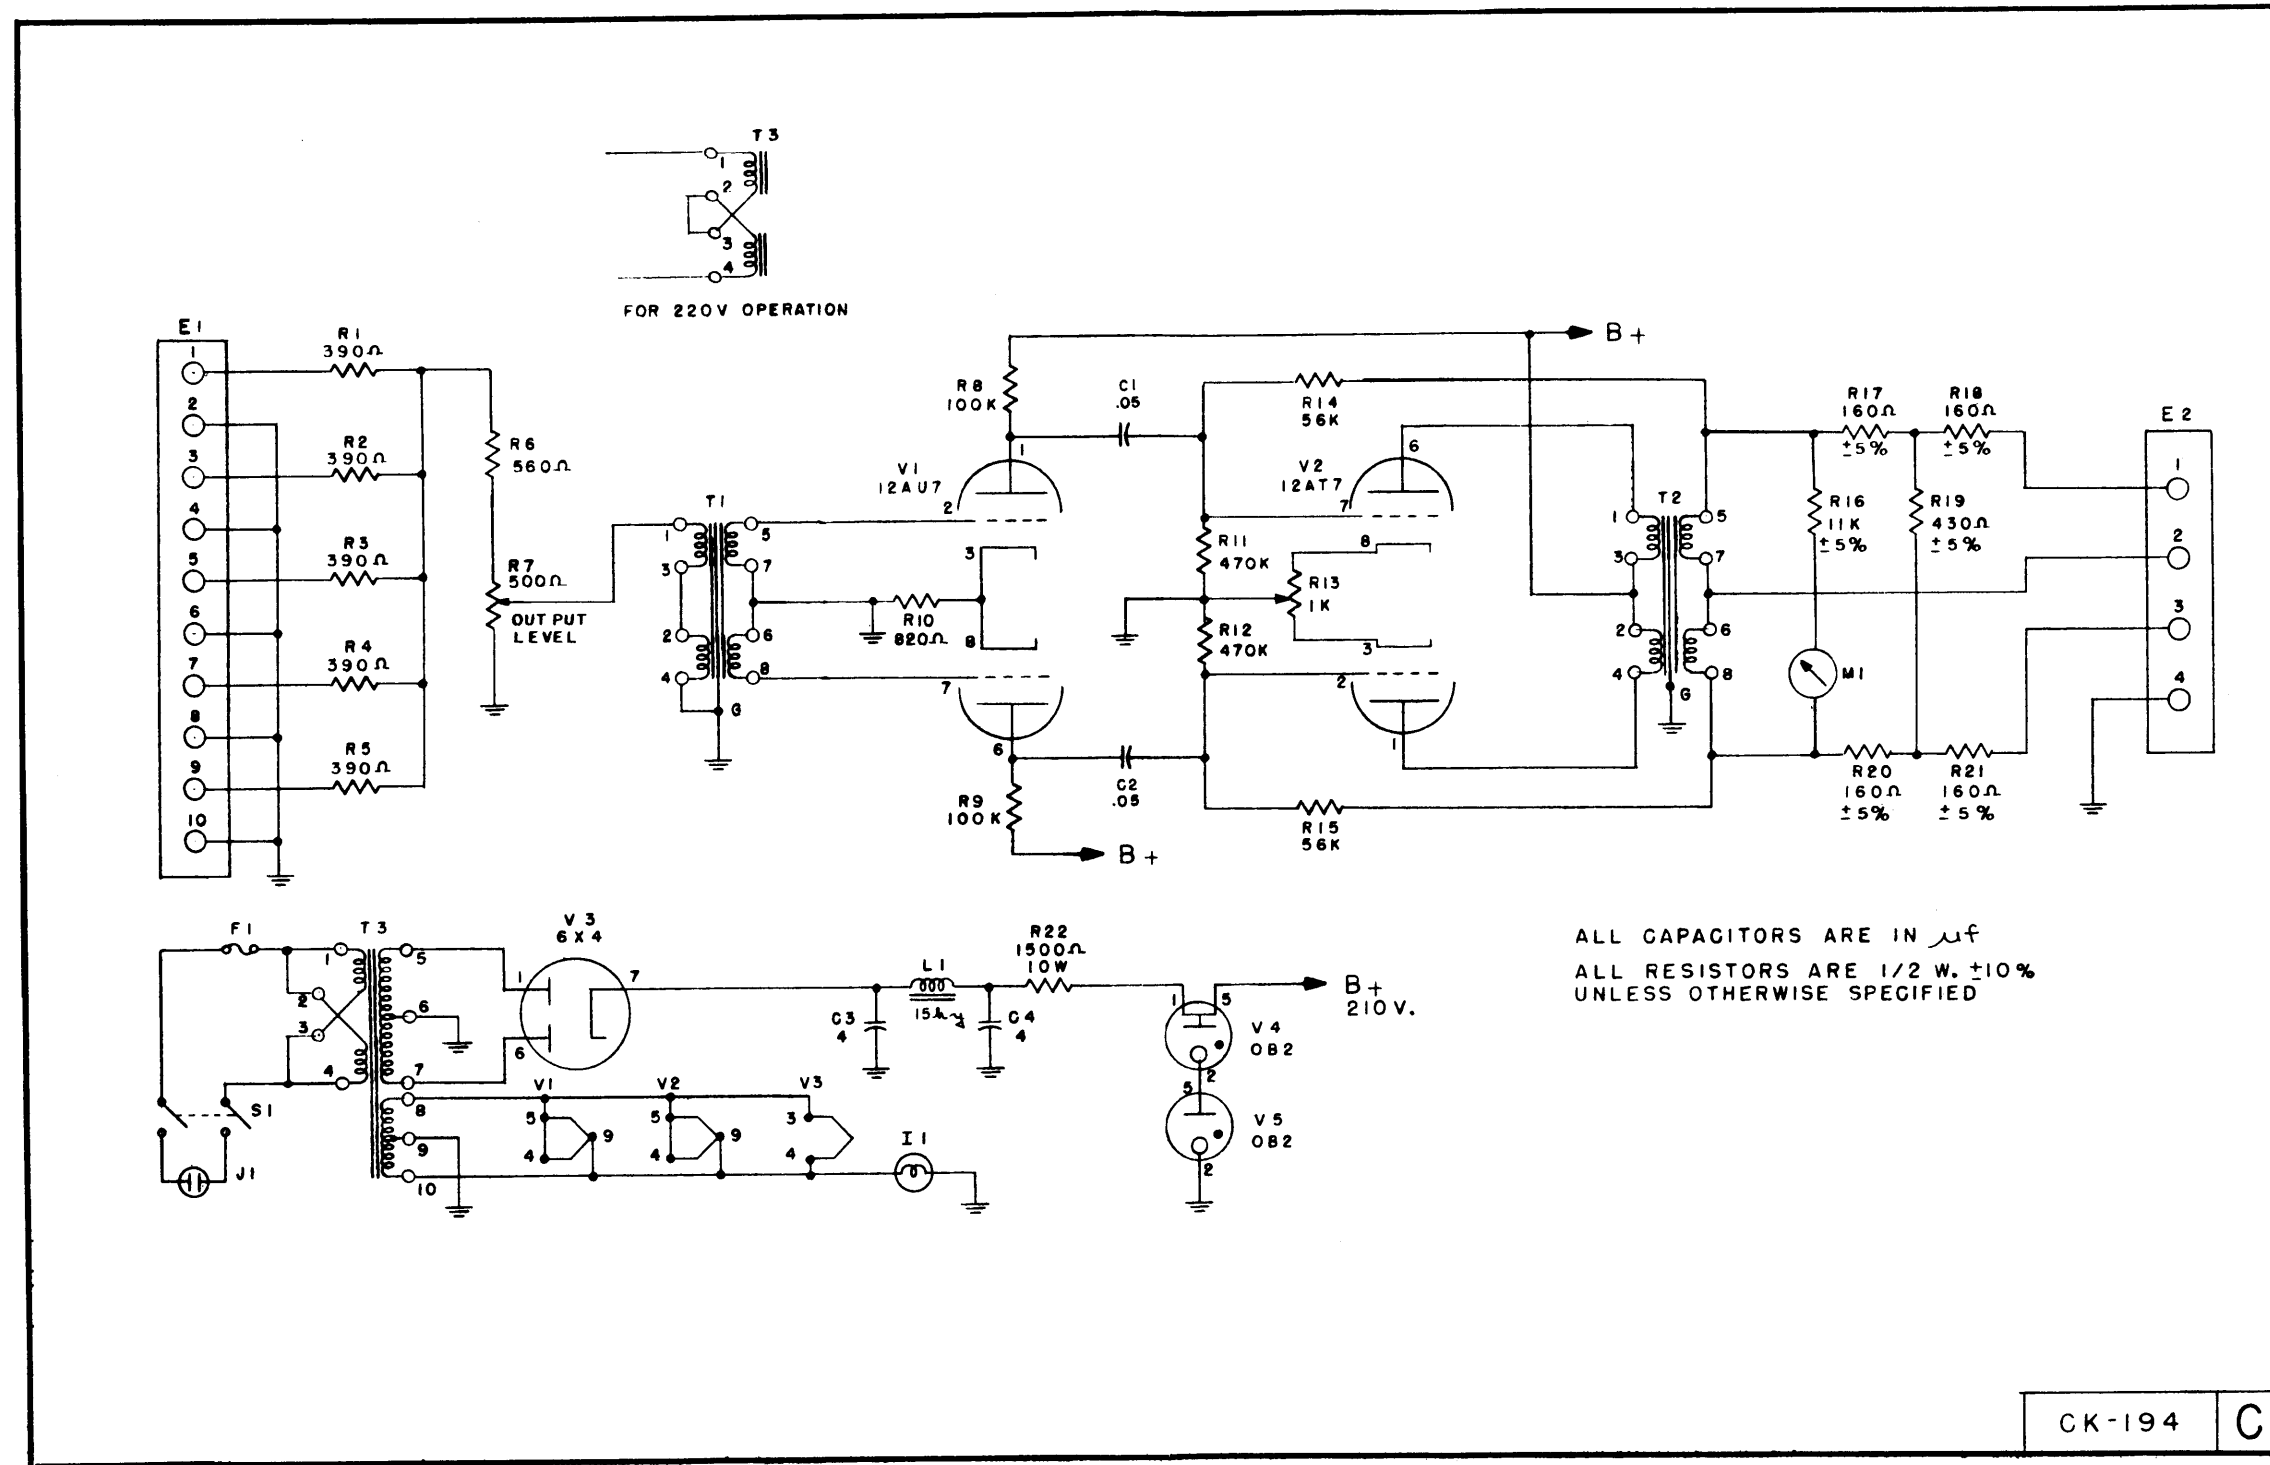 T3
1
2
3
4
FOR 220V OPERATION
E1
1
2
3
4
5
6
7
8
9
10
R1
390Ω
R2
390Ω
R3
390Ω
R4
390Ω
R5
390Ω
R6
560Ω
R7
500Ω
OUTPUT
LEVEL
T1
1
3
2
4
5
7
6
8
G
R8
100K
V1
12AU7
1
2
3
8
7
6
R10
820Ω
R9
100K
B+
C1
.05
C2
.05
B+
R14
56K
R11
470K
R12
470K
R13
1K
V2
12AT7
6
7
8
3
2
1
R15
56K
T2
1
3
2
4
5
7
6
8
G
R17
160Ω
±5%
R18
160Ω
±5%
R16
11K
±5%
R19
430Ω
±5%
M1
R20
160Ω
±5%
R21
160Ω
±5%
E2
1
2
3
4
F1
T3
1
2
3
4
5
6
7
8
9
10
S1
J1
V3
6X4
1
6
7
V1
5
4
9
V2
5
4
9
V3
3
4
I1
C3
4
L1
15hy
C4
4
R22
1500Ω
10W
1
5
V4
OB2
2
5
V5
OB2
2
B+
210V.
ALL CAPACITORS ARE IN μf
ALL RESISTORS ARE 1/2 W. ±10%
UNLESS OTHERWISE SPECIFIED
CK-194
C